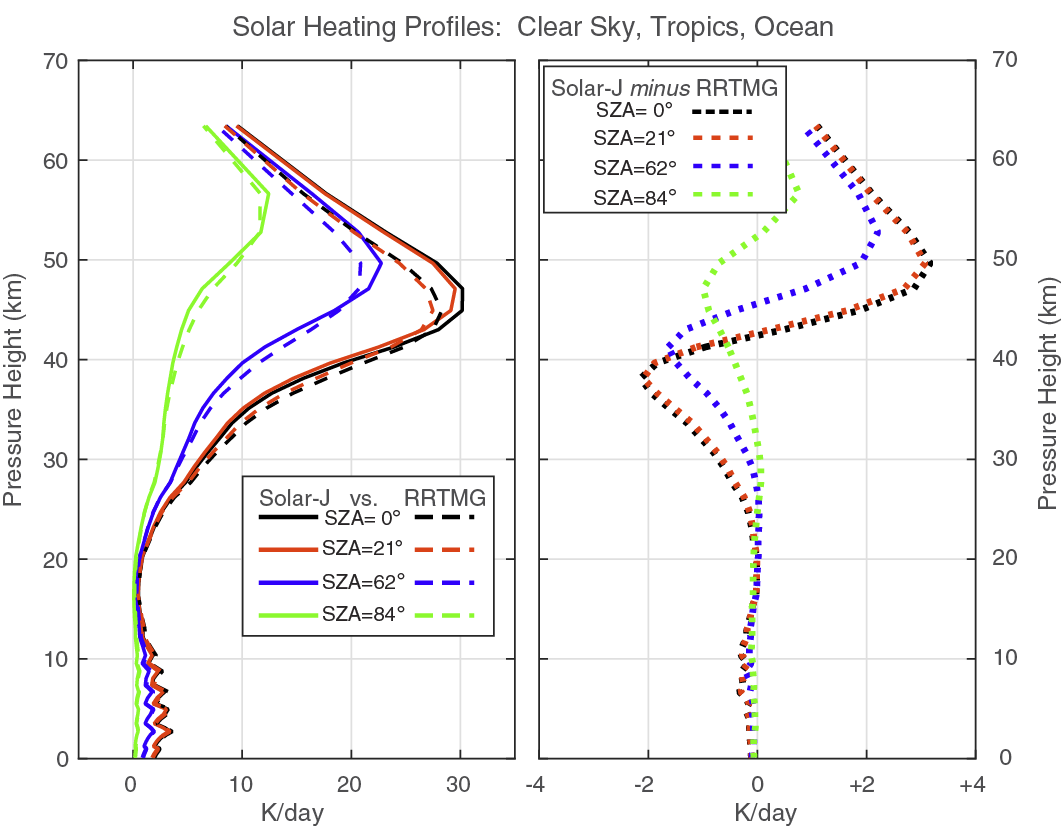 Solar Heating Profiles: Clear Sky, Tropics, Ocean
Pressure Height (km)
70
60
50
40
30
20
10
0
0 10 20 30
K/day
Solar-J vs. RRTMG
SZA= 0°
SZA=21°
SZA=62°
SZA=84°
Solar-J minus RRTMG
SZA= 0°
SZA=21°
SZA=62°
SZA=84°
-4 -2 0 +2 +4
K/day
70
60
50
40
30
20
10
0
Pressure Height (km)